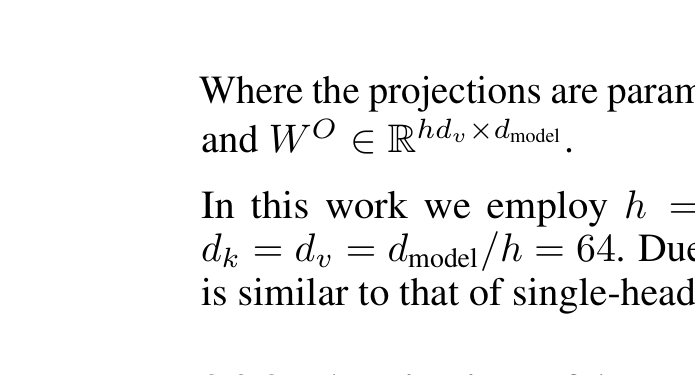 Where the projections are param
and W^O ∈ ℝ^{hd_v×d_model}.
In this work we employ h =
d_k = d_v = d_model/h = 64. Due
is similar to that of single-head